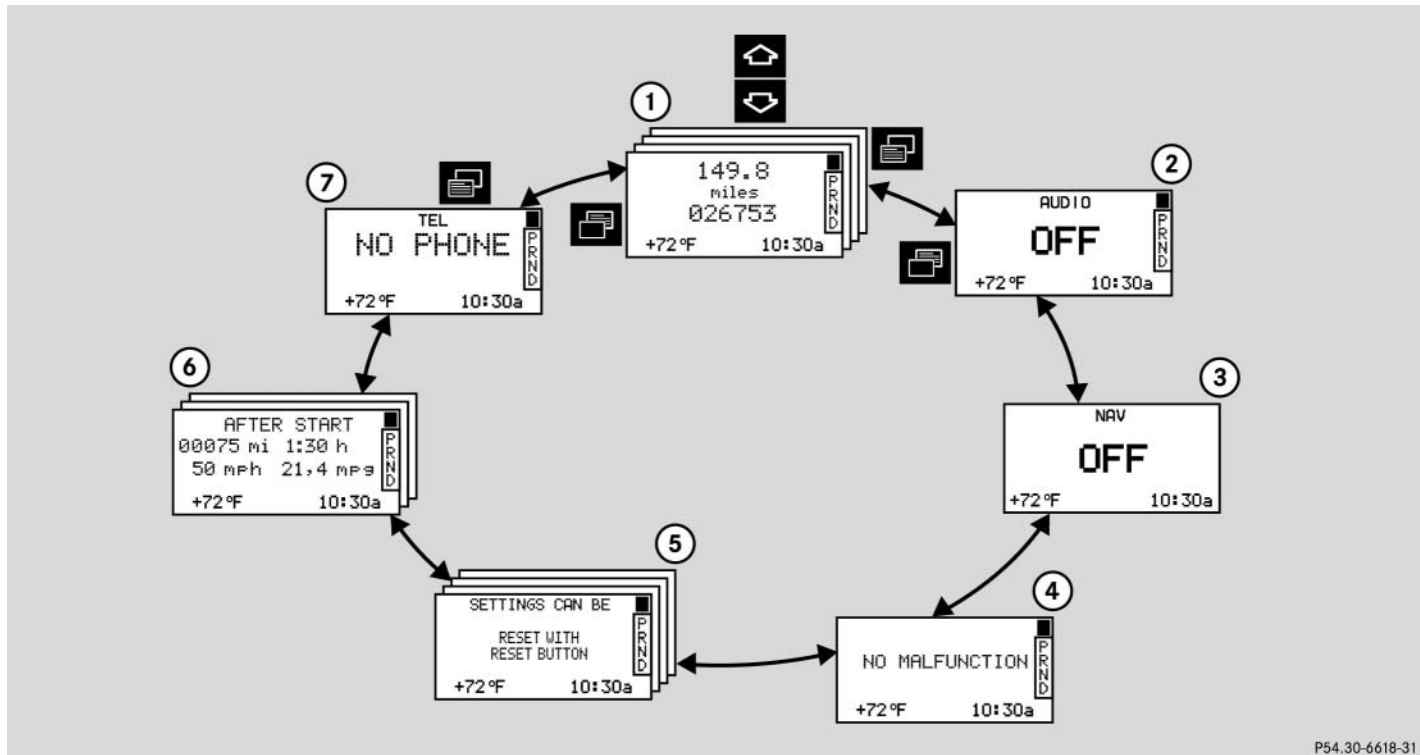 1
149.8
miles
026753
+72°F 10:30a
P
R
N
D
2
AUDIO
OFF
+72°F 10:30a
P
R
N
D
3
NAV
OFF
+72°F 10:30a
4
NO MALFUNCTION
+72°F 10:30a
P
R
N
D
5
SETTINGS CAN BE
RESET WITH
RESET BUTTON
+72°F 10:30a
P
R
N
D
6
AFTER START
00075 mi 1:30 h
50 mph 21,4 mpg
+72°F 10:30a
P
R
N
D
7
TEL
NO PHONE
+72°F 10:30a
P
R
N
D
P54.30-6618-31